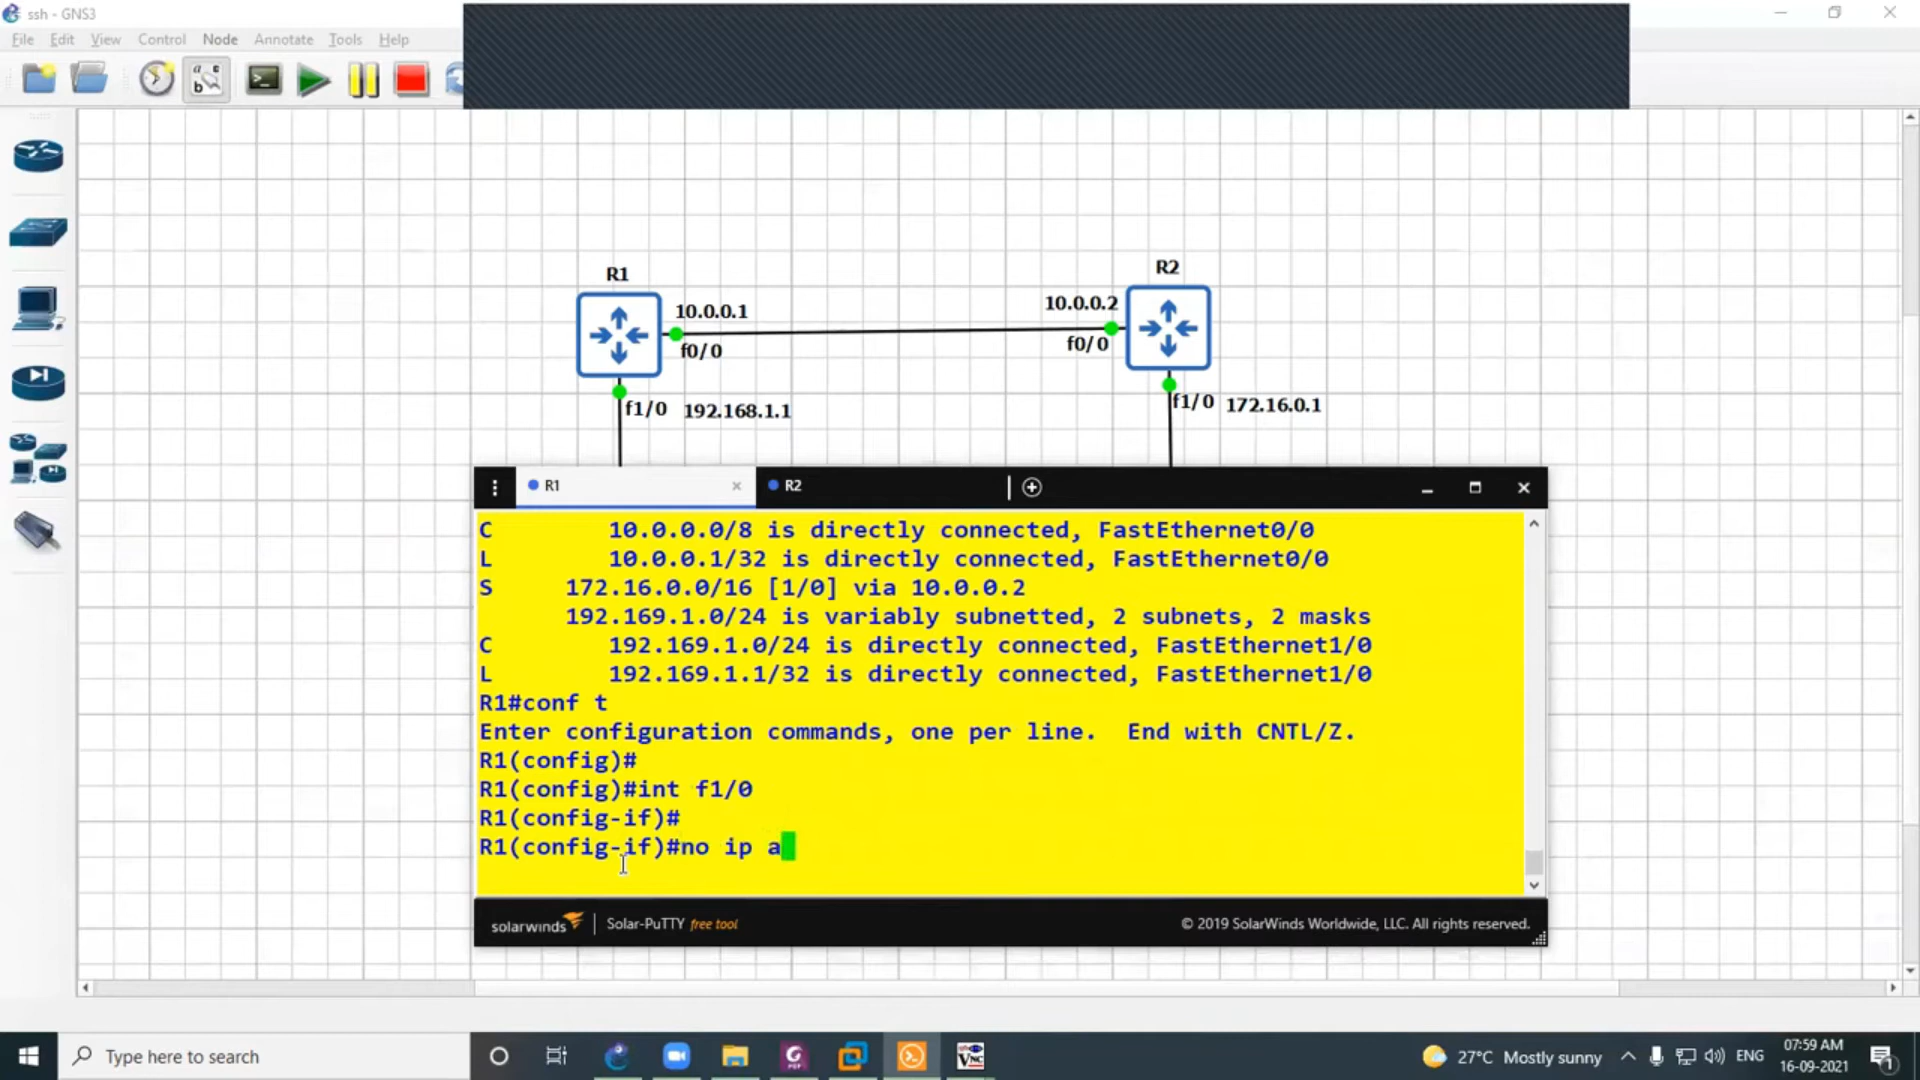 ssh - GNS3
File Edit View Control Node Annotate Tools Help
R1
R2
10.0.0.1
10.0.0.2
f0/0
f0/0
f1/0 192.168.1.1
f1/0 172.16.0.1
R1
R2
C 10.0.0.0/8 is directly connected, FastEthernet0/0
L 10.0.0.1/32 is directly connected, FastEthernet0/0
S 172.16.0.0/16 [1/0] via 10.0.0.2
192.169.1.0/24 is variably subnetted, 2 subnets, 2 masks
C 192.169.1.0/24 is directly connected, FastEthernet1/0
L 192.169.1.1/32 is directly connected, FastEthernet1/0
R1#conf t
Enter configuration commands, one per line. End with CNTL/Z.
R1(config)#
R1(config)#int f1/0
R1(config-if)#
R1(config-if)#no ip a
solarwinds | Solar-PuTTY free tool
© 2019 SolarWinds Worldwide, LLC. All rights reserved.
Type here to search
27°C Mostly sunny
ENG
07:59 AM
16-09-2021